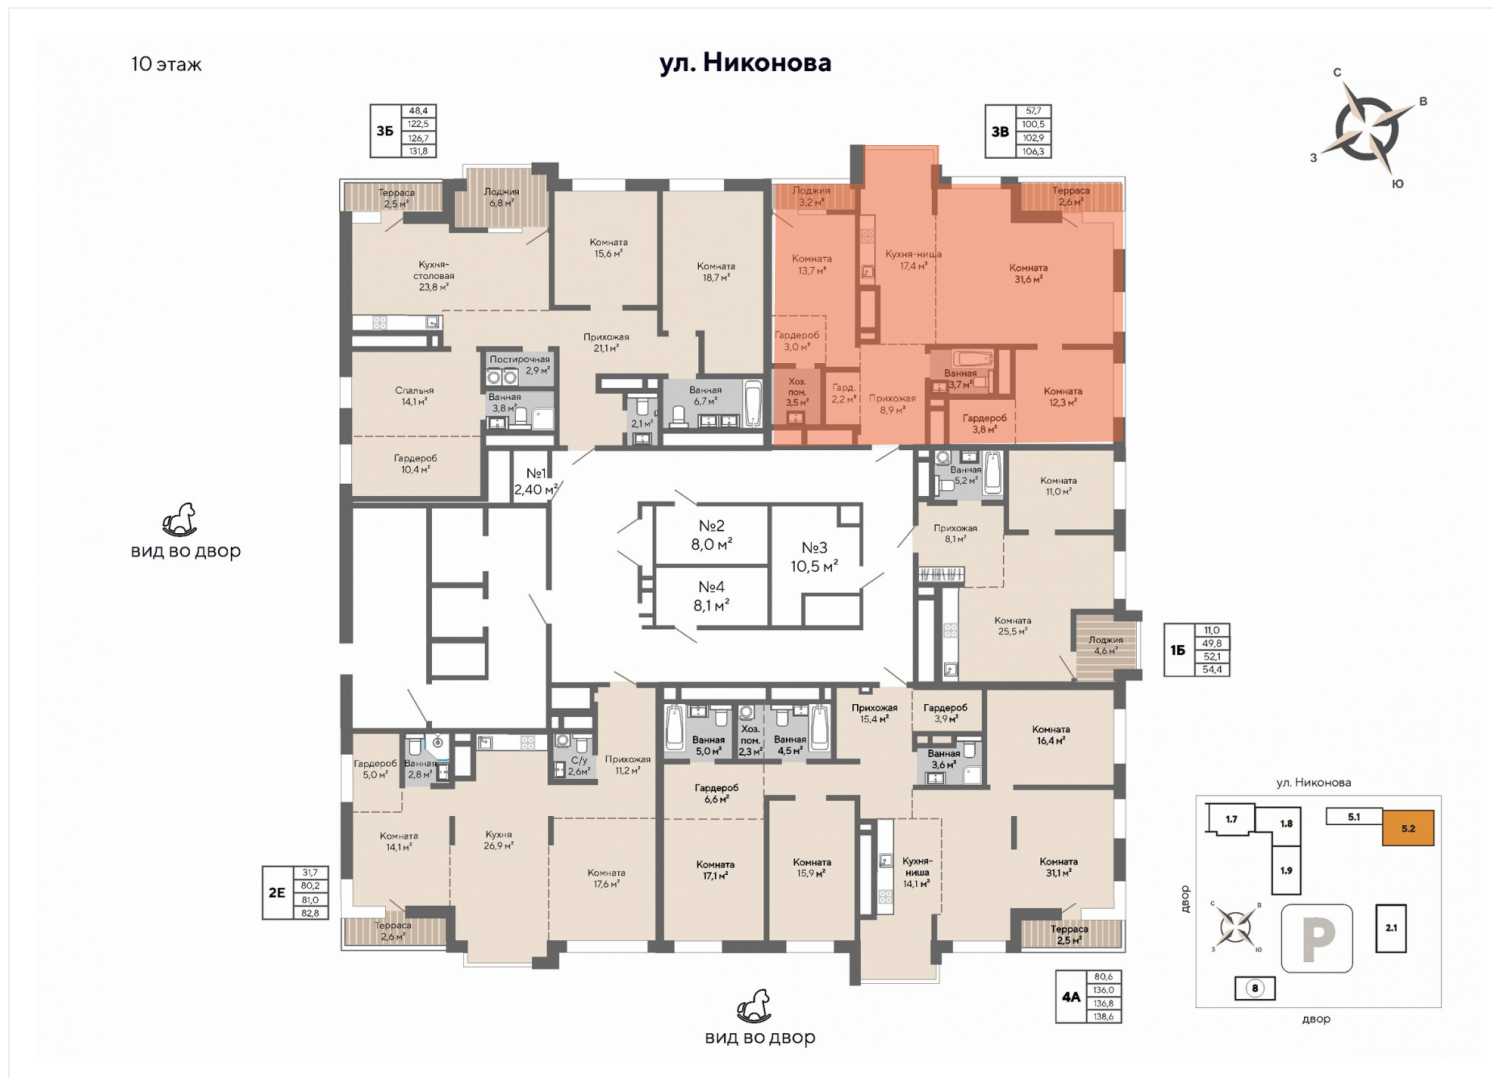 10 этаж
ул. Никонова
С
В
З
Ю
3Б
48,4
122,5
126,7
131,8
3В
57,7
100,5
102,9
106,3
Терраса
2,5 м²
Лоджия
6,8 м²
Кухня-
столовая
23,8 м²
Комната
15,6 м²
Комната
18,7 м²
Прихожая
21,1 м²
Постирочная
2,9 м²
Спальня
14,1 м²
Ванная
3,8 м²
2,1 м²
Ванная
6,7 м²
Гардероб
10,4 м²
Лоджия
3,2 м²
Комната
13,7 м²
Кухня-ниша
17,4 м²
Терраса
2,6 м²
Комната
31,6 м²
Гардероб
3,0 м²
Хоз.
пом.
3,5 м²
Гард.
2,2 м²
Прихожая
8,9 м²
Ванная
3,7 м²
Гардероб
3,8 м²
Комната
12,3 м²
№1
2,40 м²
№2
8,0 м²
№3
10,5 м²
№4
8,1 м²
вид во двор
Ванная
5,2 м²
Комната
11,0 м²
Прихожая
8,1 м²
Комната
25,5 м²
Лоджия
4,6 м²
1Б
11,0
49,8
52,1
54,4
Гардероб
5,0 м²
Ванная
2,8 м²
С/у
2,6 м²
Прихожая
11,2 м²
Комната
14,1 м²
Кухня
26,9 м²
Комната
17,6 м²
Терраса
2,6 м²
2Е
31,7
80,2
81,0
82,8
Ванная
5,0 м²
Хоз.
пом.
2,3 м²
Ванная
4,5 м²
Прихожая
15,4 м²
Гардероб
3,9 м²
Ванная
3,6 м²
Комната
16,4 м²
Гардероб
6,6 м²
Комната
17,1 м²
Комната
15,9 м²
Кухня-
ниша
14,1 м²
Комната
31,1 м²
Терраса
2,5 м²
4А
80,6
136,0
136,8
138,6
вид во двор
ул. Никонова
1.7
1.8
1.9
5.1
5.2
2.1
8
P
С
В
З
Ю
двор
двор